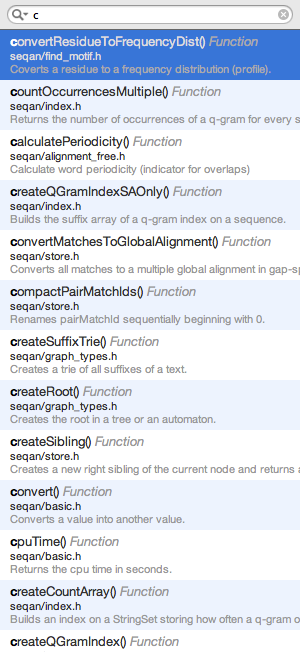 c
convertResidueToFrequencyDist() Function
seqan/find_motif.h
Coverts a residue to a frequency distribution (profile).
countOccurrencesMultiple() Function
seqan/index.h
Returns the number of occurrences of a q-gram for every s
calculatePeriodicity() Function
seqan/alignment_free.h
Calculate word periodicity (indicator for overlaps)
createQGramIndexSAOnly() Function
seqan/index.h
Builds the suffix array of a q-gram index on a sequence.
convertMatchesToGlobalAlignment() Function
seqan/store.h
Converts all matches to a multiple global alignment in gap-sp
compactPairMatchIds() Function
seqan/store.h
Renames pairMatchId sequentially beginning with 0.
createSuffixTrie() Function
seqan/graph_types.h
Creates a trie of all suffixes of a text.
createRoot() Function
seqan/graph_types.h
Creates the root in a tree or an automaton.
createSibling() Function
seqan/store.h
Creates a new right sibling of the current node and returns a
convert() Function
seqan/basic.h
Converts a value into another value.
cpuTime() Function
seqan/basic.h
Returns the cpu time in seconds.
createCountArray() Function
seqan/index.h
Builds an index on a StringSet storing how often a q-gram o
createQGramIndex() Function